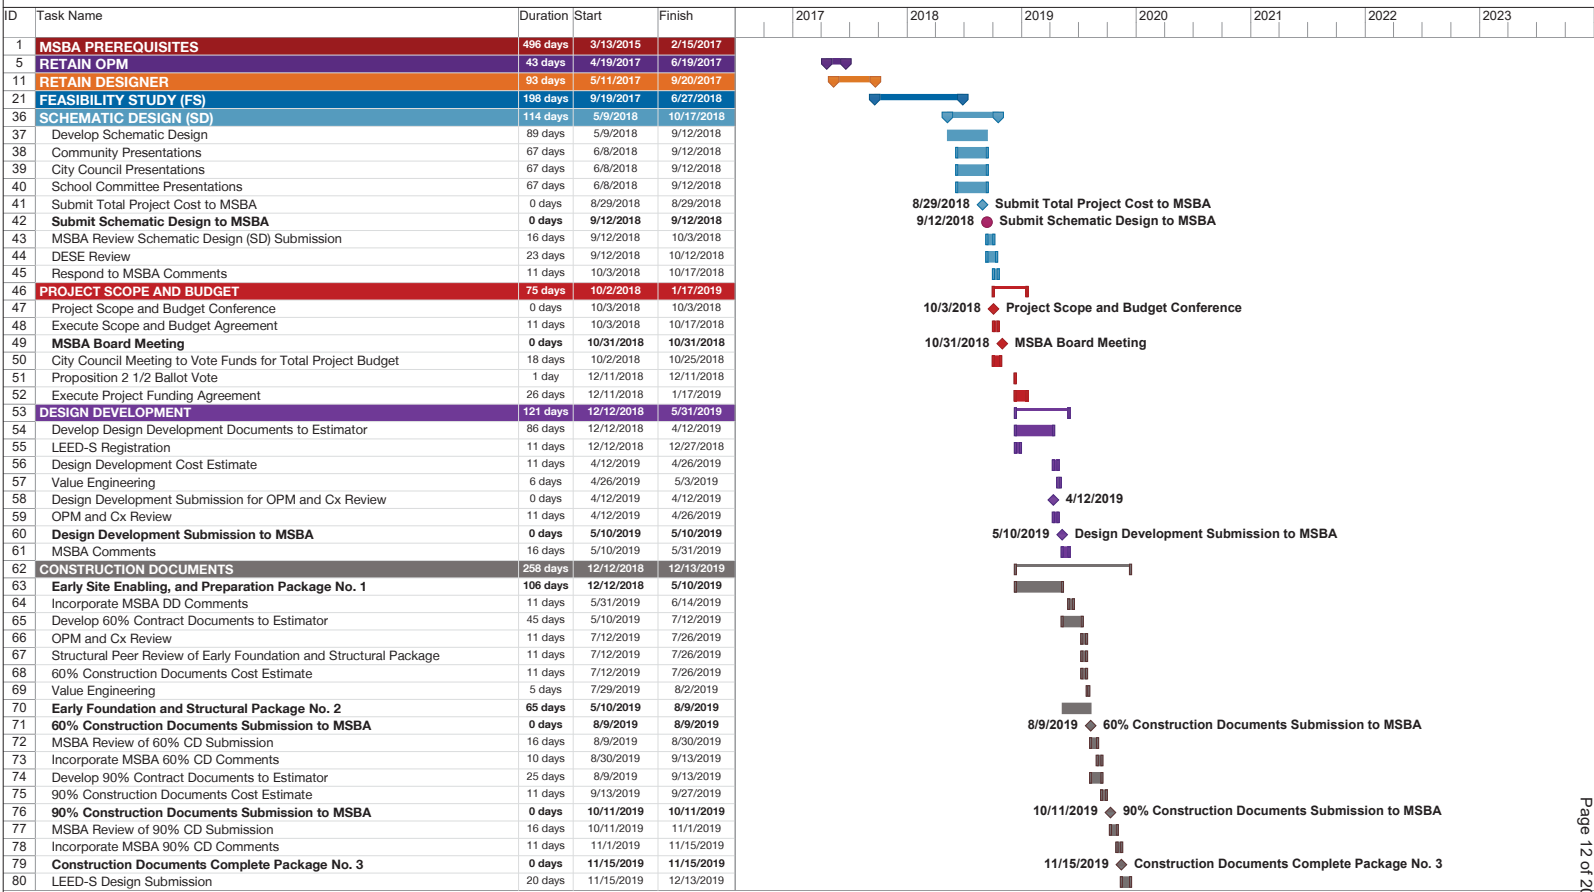 ID Task Name Duration Start Finish 2017 2018 2019 2020 2021 2022 2023
1 MSBA PREREQUISITES 496 days 3/13/2015 2/15/2017
5 RETAIN OPM 43 days 4/19/2017 6/19/2017
11 RETAIN DESIGNER 93 days 5/11/2017 9/20/2017
21 FEASIBILITY STUDY (FS) 198 days 9/19/2017 6/27/2018
36 SCHEMATIC DESIGN (SD) 114 days 5/9/2018 10/17/2018
37 Develop Schematic Design 89 days 5/9/2018 9/12/2018
38 Community Presentations 67 days 6/8/2018 9/12/2018
39 City Council Presentations 67 days 6/8/2018 9/12/2018
40 School Committee Presentations 67 days 6/8/2018 9/12/2018
41 Submit Total Project Cost to MSBA 0 days 8/29/2018 8/29/2018 8/29/2018 Submit Total Project Cost to MSBA
42 Submit Schematic Design to MSBA 0 days 9/12/2018 9/12/2018 9/12/2018 Submit Schematic Design to MSBA
43 MSBA Review Schematic Design (SD) Submission 16 days 9/12/2018 10/3/2018
44 DESE Review 23 days 9/12/2018 10/12/2018
45 Respond to MSBA Comments 11 days 10/3/2018 10/17/2018
46 PROJECT SCOPE AND BUDGET 75 days 10/2/2018 1/17/2019
47 Project Scope and Budget Conference 0 days 10/3/2018 10/3/2018 10/3/2018 Project Scope and Budget Conference
48 Execute Scope and Budget Agreement 11 days 10/3/2018 10/17/2018
49 MSBA Board Meeting 0 days 10/31/2018 10/31/2018 10/31/2018 MSBA Board Meeting
50 City Council Meeting to Vote Funds for Total Project Budget 18 days 10/2/2018 10/25/2018
51 Proposition 2 1/2 Ballot Vote 1 day 12/11/2018 12/11/2018
52 Execute Project Funding Agreement 26 days 12/11/2018 1/17/2019
53 DESIGN DEVELOPMENT 121 days 12/12/2018 5/31/2019
54 Develop Design Development Documents to Estimator 86 days 12/12/2018 4/12/2019
55 LEED-S Registration 11 days 12/12/2018 12/27/2018
56 Design Development Cost Estimate 11 days 4/12/2019 4/26/2019
57 Value Engineering 6 days 4/26/2019 5/3/2019
58 Design Development Submission for OPM and Cx Review 0 days 4/12/2019 4/12/2019 4/12/2019
59 OPM and Cx Review 11 days 4/12/2019 4/26/2019
60 Design Development Submission to MSBA 0 days 5/10/2019 5/10/2019 5/10/2019 Design Development Submission to MSBA
61 MSBA Comments 16 days 5/10/2019 5/31/2019
62 CONSTRUCTION DOCUMENTS 258 days 12/12/2018 12/13/2019
63 Early Site Enabling, and Preparation Package No. 1 106 days 12/12/2018 5/10/2019
64 Incorporate MSBA DD Comments 11 days 5/31/2019 6/14/2019
65 Develop 60% Contract Documents to Estimator 45 days 5/10/2019 7/12/2019
66 OPM and Cx Review 11 days 7/12/2019 7/26/2019
67 Structural Peer Review of Early Foundation and Structural Package 11 days 7/12/2019 7/26/2019
68 60% Construction Documents Cost Estimate 11 days 7/12/2019 7/26/2019
69 Value Engineering 5 days 7/29/2019 8/2/2019
70 Early Foundation and Structural Package No. 2 65 days 5/10/2019 8/9/2019
71 60% Construction Documents Submission to MSBA 0 days 8/9/2019 8/9/2019 8/9/2019 60% Construction Documents Submission to MSBA
72 MSBA Review of 60% CD Submission 16 days 8/9/2019 8/30/2019
73 Incorporate MSBA 60% CD Comments 10 days 8/30/2019 9/13/2019
74 Develop 90% Contract Documents to Estimator 25 days 8/9/2019 9/13/2019
75 90% Construction Documents Cost Estimate 11 days 9/13/2019 9/27/2019
76 90% Construction Documents Submission to MSBA 0 days 10/11/2019 10/11/2019 10/11/2019 90% Construction Documents Submission to MSBA
77 MSBA Review of 90% CD Submission 16 days 10/11/2019 11/1/2019
78 Incorporate MSBA 90% CD Comments 11 days 11/1/2019 11/15/2019
79 Construction Documents Complete Package No. 3 0 days 11/15/2019 11/15/2019 11/15/2019 Construction Documents Complete Package No. 3
80 LEED-S Design Submission 20 days 11/15/2019 12/13/2019
Page 12 of